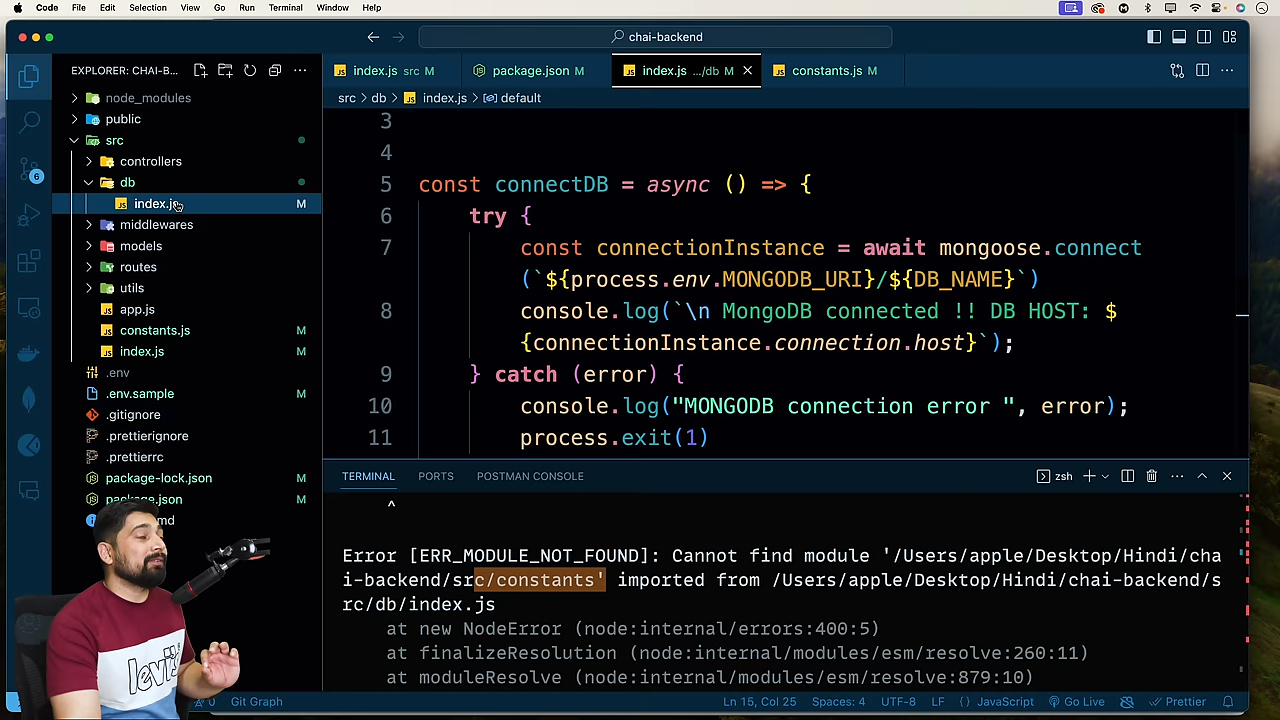 Code File Edit Selection View Go Run Terminal Window Help
chai-backend
EXPLORER: CHAI-B...
index.js src M
package.json M
index.js .../db M
constants.js M
src > db > index.js > default
node_modules
public
src
controllers
db
index.js M
middlewares
models
routes
utils
app.js
constants.js M
index.js M
.env
.env.sample M
.gitignore
.prettierignore
.prettierrc
package-lock.json M
package.json M
6
3
4
5 const connectDB = async () => {
6 try {
7 const connectionInstance = await mongoose.connect
(`${process.env.MONGODB_URI}/${DB_NAME}`)
8 console.log(`\n MongoDB connected !! DB HOST: $
{connectionInstance.connection.host}`);
9 } catch (error) {
10 console.log("MONGODB connection error ", error);
11 process.exit(1)
TERMINAL PORTS POSTMAN CONSOLE
zsh
^
Error [ERR_MODULE_NOT_FOUND]: Cannot find module '/Users/apple/Desktop/Hindi/cha
i-backend/src/constants' imported from /Users/apple/Desktop/Hindi/chai-backend/s
rc/db/index.js
at new NodeError (node:internal/errors:400:5)
at finalizeResolution (node:internal/modules/esm/resolve:260:11)
at moduleResolve (node:internal/modules/esm/resolve:879:10)
Levi's
0 Git Graph
Ln 15, Col 25 Spaces: 4 UTF-8 LF {} JavaScript Go Live Prettier